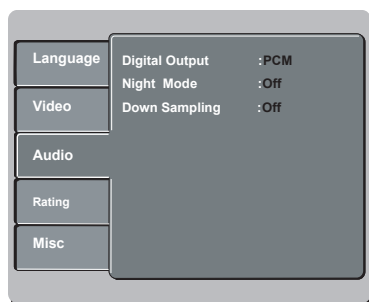 Language
Video
Audio
Rating
Misc
Digital Output :PCM
Night Mode :Off
Down Sampling :Off